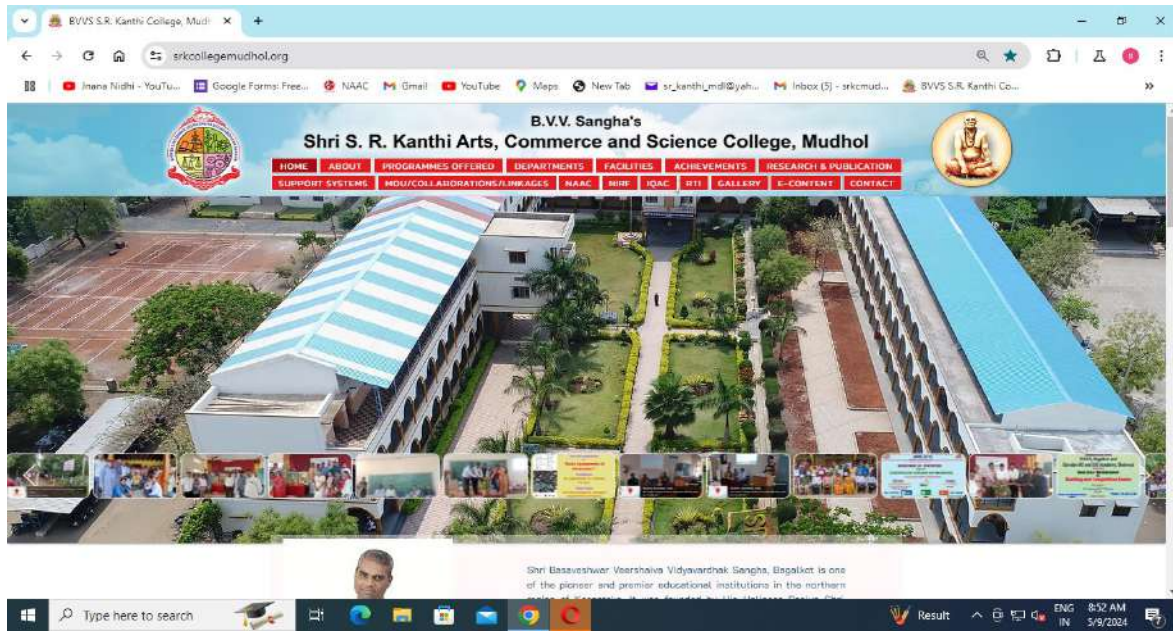 BVVS S.R. Kanthi College, Mudh
srkcollegemudhol.org
Jnana Nidhi - YouTu...
Google Forms: Free...
NAAC
Gmail
YouTube
Maps
New Tab
sr_kanthi_mdl@yah...
Inbox (5) - srkcmud...
BVVS S.R. Kanthi Co...
B.V.V. Sangha's
Shri S. R. Kanthi Arts, Commerce and Science College, Mudhol
HOME ABOUT PROGRAMMES OFFERED DEPARTMENTS FACILITIES ACHIEVEMENTS RESEARCH & PUBLICATION
SUPPORT SYSTEMS MOU/COLLABORATIONS/LINKAGES NAAC NIRF IQAC RTI GALLERY E-CONTENT CONTACT
Shri Basaveshwar Veershaiva Vidyavardhak Sangha, Bagalkot is one
of the pioneer and premier educational institutions in the northern
Type here to search
Result
ENG
IN
8:52 AM
5/9/2024